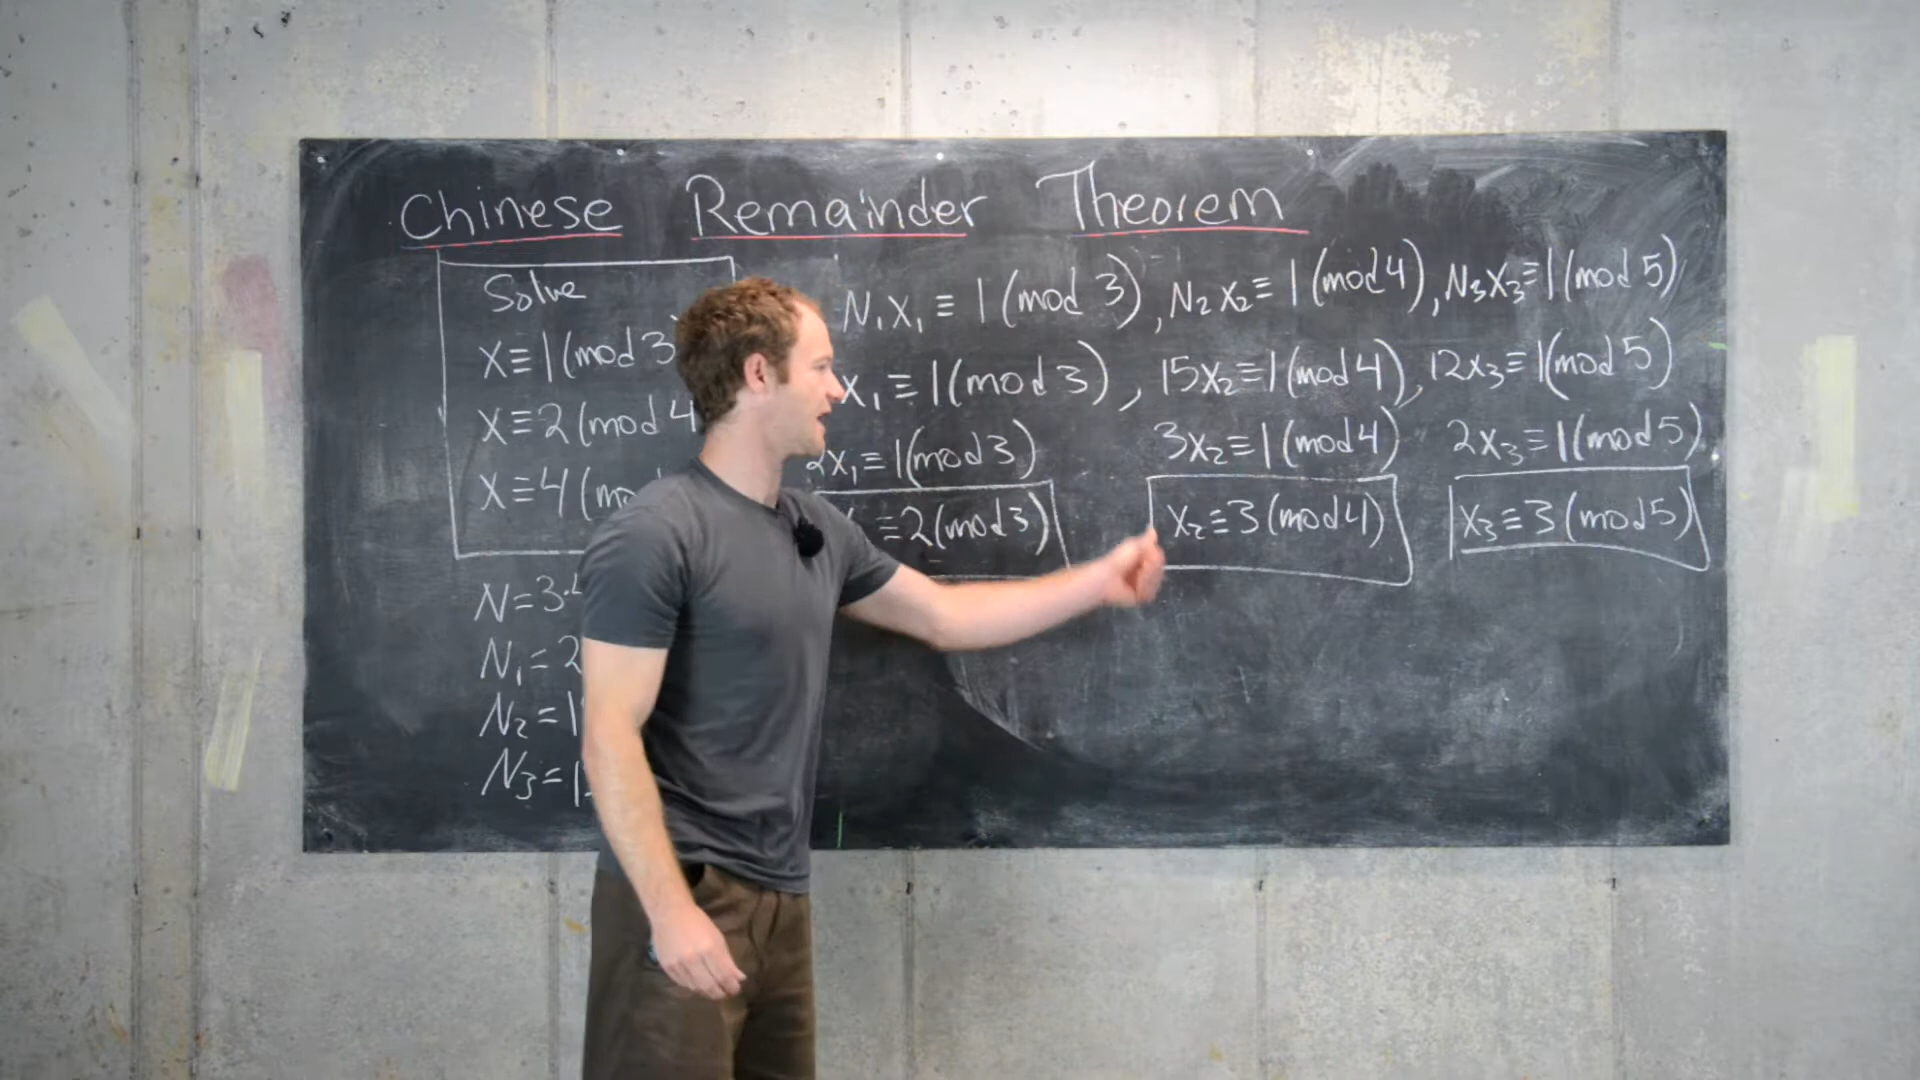 Chinese Remainder Theorem
Solve
X≡1(mod 3
X≡2(mod 4
X≡4(mo
N=3·4
N₁=2
N₂=1
N₃=1
N₁X₁≡1(mod 3), N₂X₂≡1(mod 4), N₃X₃≡1(mod 5)
X₁≡1(mod 3), 15X₂≡1(mod 4), 12X₃≡1(mod 5)
2X₁≡1(mod 3) 3X₂≡1(mod 4) 2X₃≡1(mod 5)
≡2(mod 3) X₂≡3(mod 4) X₃≡3(mod 5)